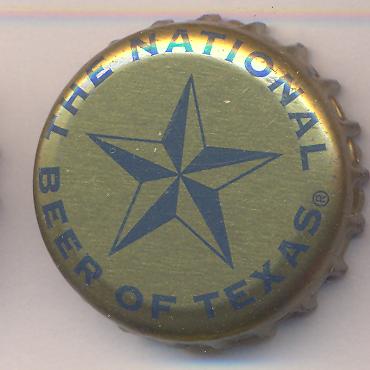 THE NATIONAL
BEER OF TEXAS®